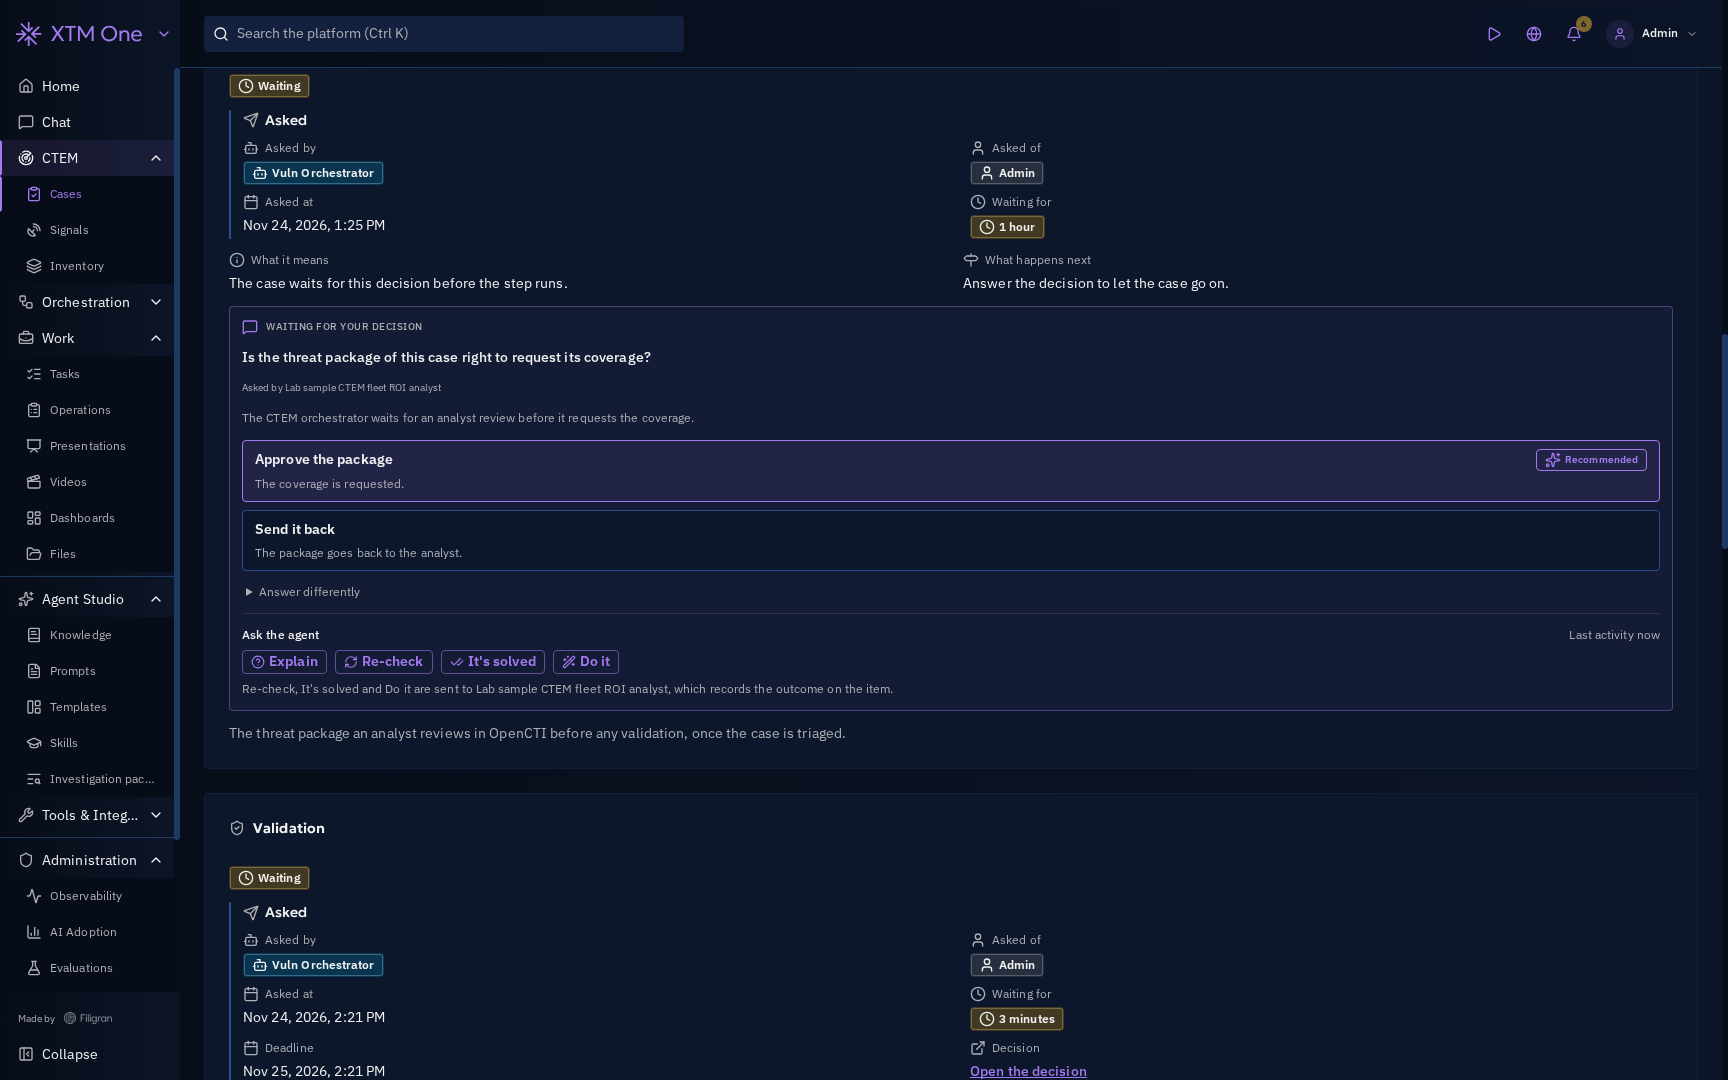 XTM One
Search the platform (Ctrl K)
6
Admin
Home
Chat
CTEM
Cases
Signals
Inventory
Orchestration
Work
Tasks
Operations
Presentations
Videos
Dashboards
Files
Agent Studio
Knowledge
Prompts
Templates
Skills
Investigation pac...
Tools & Integ...
Administration
Observability
AI Adoption
Evaluations
Made by Filigran
Collapse
Waiting
Asked
Asked by
Asked of
Vuln Orchestrator
Admin
Asked at
Waiting for
Nov 24, 2026, 1:25 PM
1 hour
What it means
What happens next
The case waits for this decision before the step runs.
Answer the decision to let the case go on.
WAITING FOR YOUR DECISION
Is the threat package of this case right to request its coverage?
Asked by Lab sample CTEM fleet ROI analyst
The CTEM orchestrator waits for an analyst review before it requests the coverage.
Approve the package
Recommended
The coverage is requested.
Send it back
The package goes back to the analyst.
Answer differently
Ask the agent
Last activity now
Explain
Re-check
It's solved
Do it
Re-check, It's solved and Do it are sent to Lab sample CTEM fleet ROI analyst, which records the outcome on the item.
The threat package an analyst reviews in OpenCTI before any validation, once the case is triaged.
Validation
Waiting
Asked
Asked by
Asked of
Vuln Orchestrator
Admin
Asked at
Waiting for
Nov 24, 2026, 2:21 PM
3 minutes
Deadline
Decision
Nov 25, 2026, 2:21 PM
Open the decision